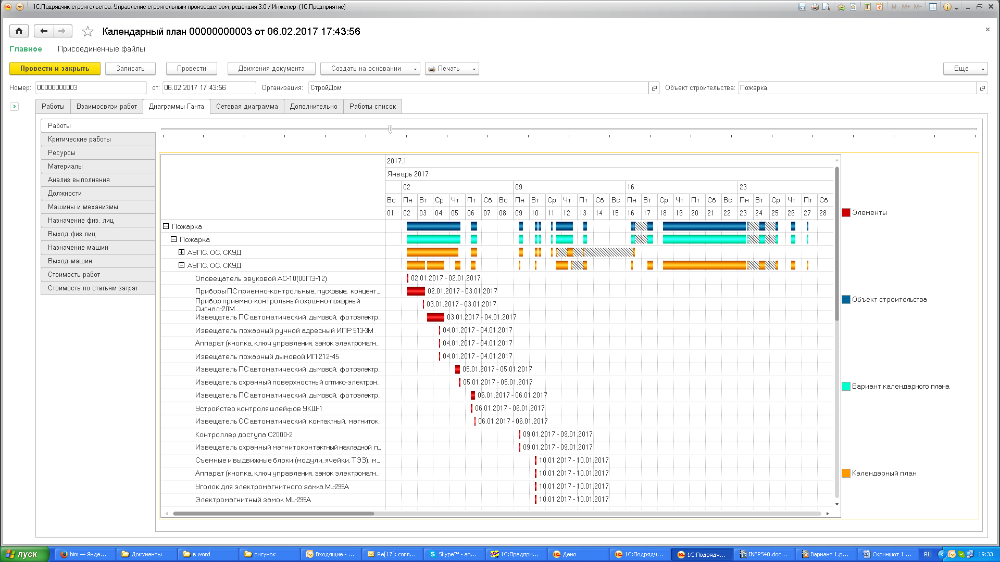 1С:Подрядчик строительства. Управление строительным производством, редакция 3.0 / Инженер (1С:Предприятие)
M M+ M-
Календарный план 00000000003 от 06.02.2017 17:43:56
Главное Присоединенные файлы
Провести и закрыть Записать Провести Движения документа Создать на основании Печать Еще
Номер: 00000000003 от: 06.02.2017 17:43:56 Организация: СтройДом Объект строительства: Пожарка
Работы Взаимосвязи работ Диаграммы Ганта Сетевая диаграмма Дополнительно Работы список
Работы
Критические работы
Ресурсы
Материалы
Анализ выполнения
Должности
Машины и механизмы
Назначение физ. лиц
Выход физ.лиц
Назначение машин
Выход машин
Стоимость работ
Стоимость по статьям затрат
2017.1
Январь 2017
02 09 16 23
Вс Пн Вт Ср Чт Пт Сб Вс Пн Вт Ср Чт Пт Сб Вс Пн Вт Ср Чт Пт Сб Вс Пн Вт Ср Чт Пт Сб
01 02 03 04 05 06 07 08 09 10 11 12 13 14 15 16 17 18 19 20 21 22 23 24 25 26 27 28
Пожарка
Пожарка
АУПС, ОС, СКУД
АУПС, ОС, СКУД
Оповещатель звуковой АС-10(00ПЗ-12) 02.01.2017 - 02.01.2017
Приборы ПС приемно-контрольные, пусковые, концент... 02.01.2017 - 03.01.2017
Прибор приемно-контрольный охранно-пожарный
Сигнал-20М 03.01.2017 - 03.01.2017
Извещатель ПС автоматический: дымовой, фотоэлектр... 03.01.2017 - 04.01.2017
Извещатель пожарный ручной адресный ИПР 513-3М 04.01.2017 - 04.01.2017
Аппарат (кнопка, ключ управления, замок электромагн... 04.01.2017 - 04.01.2017
Извещатель пожарный дымовой ИП 212-45 04.01.2017 - 04.01.2017
Извещатель ПС автоматический: дымовой, фотоэлектр... 05.01.2017 - 05.01.2017
Извещатель охранный поверхностный оптико-электрон... 05.01.2017 - 05.01.2017
Извещатель ПС автоматический: дымовой, фотоэлектр... 06.01.2017 - 06.01.2017
Устройство контроля шлейфов УКШ-1 06.01.2017 - 06.01.2017
Извещатель ОС автоматический: контактный, магниток... 06.01.2017 - 06.01.2017
Контроллер доступа С2000-2 09.01.2017 - 09.01.2017
Извещатель охранный магнитоконтактный накладной п... 09.01.2017 - 09.01.2017
Съемные и выдвижные блоки (модули, ячейки, ТЭЗ), м... 10.01.2017 - 10.01.2017
Аппарат (кнопка, ключ управления, замок электромагн... 10.01.2017 - 10.01.2017
Уголок для электромагнитного замка ML-295A 10.01.2017 - 10.01.2017
Электромагнитный замок ML-295A 10.01.2017 - 10.01.2017
Элементы
Объект строительства
Вариант календарного плана
Календарный план
пуск bim — Янде... Документы в word рисунок Входящие - ... Re[17]: согл... Skype™ - an... 1С:Предпри... Демо 1С:Подрядч... 1С:Подрядч... INFPS40.doc... Вариант 1.р... Скриншот 1 ... RU 19:33